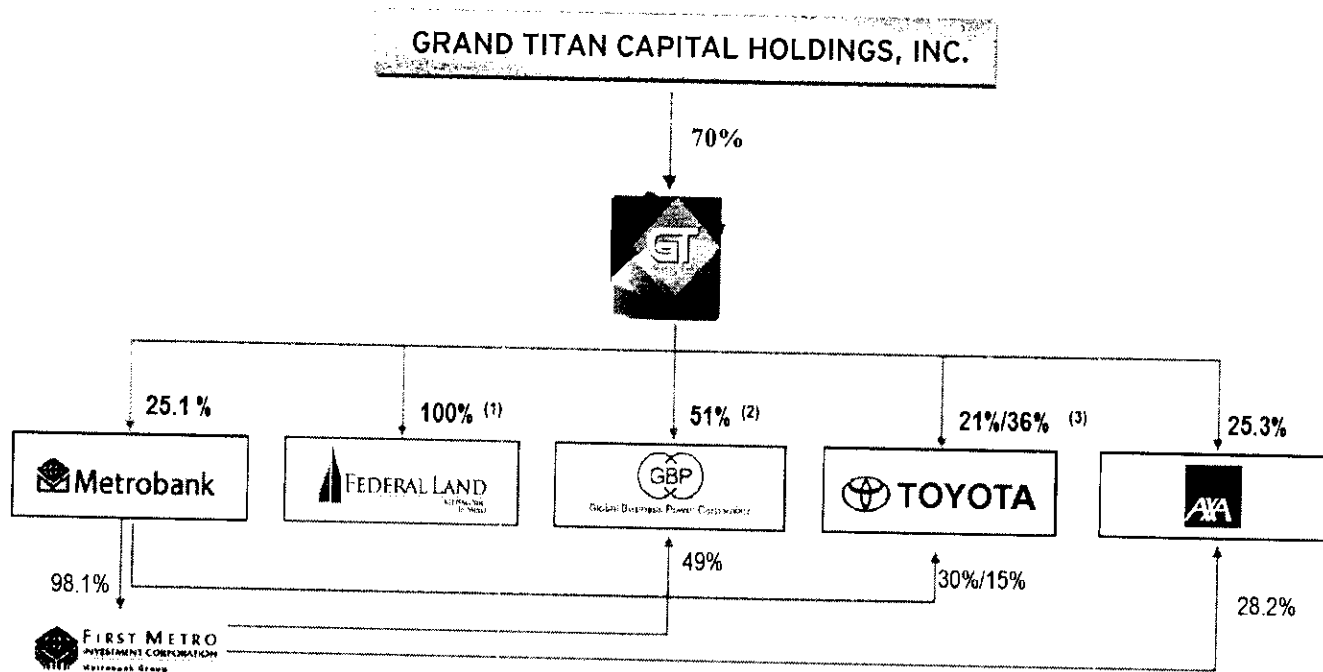 GRAND TITAN CAPITAL HOLDINGS, INC.
70%
GT
25.1 %
100% (1)
51% (2)
21%/36% (3)
25.3%
Metrobank
FEDERAL LAND
GBP
Global Business Power Corporation
TOYOTA
AXA
98.1%
49%
30%/15%
28.2%
FIRST METRO
INVESTMENT CORPORATION
Metrobank Group